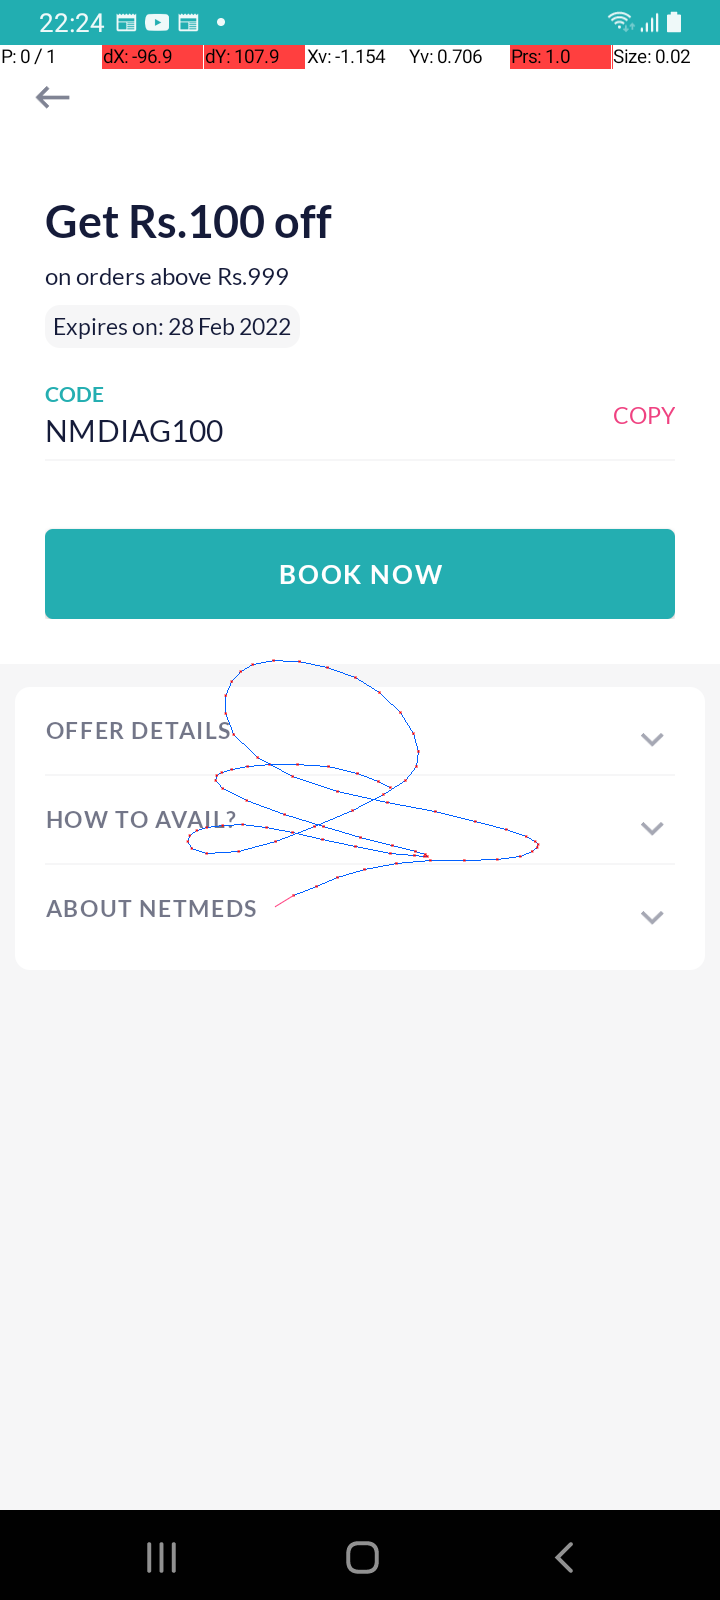 22:24
P: 0 / 1 dX: -96.9 dY: 107.9 Xv: -1.154 Yv: 0.706 Prs: 1.0 Size: 0.02
Get Rs.100 off
on orders above Rs.999
Expires on: 28 Feb 2022
CODE
NMDIAG100
COPY
BOOK NOW
OFFER DETAILS
HOW TO AVAIL?
ABOUT NETMEDS